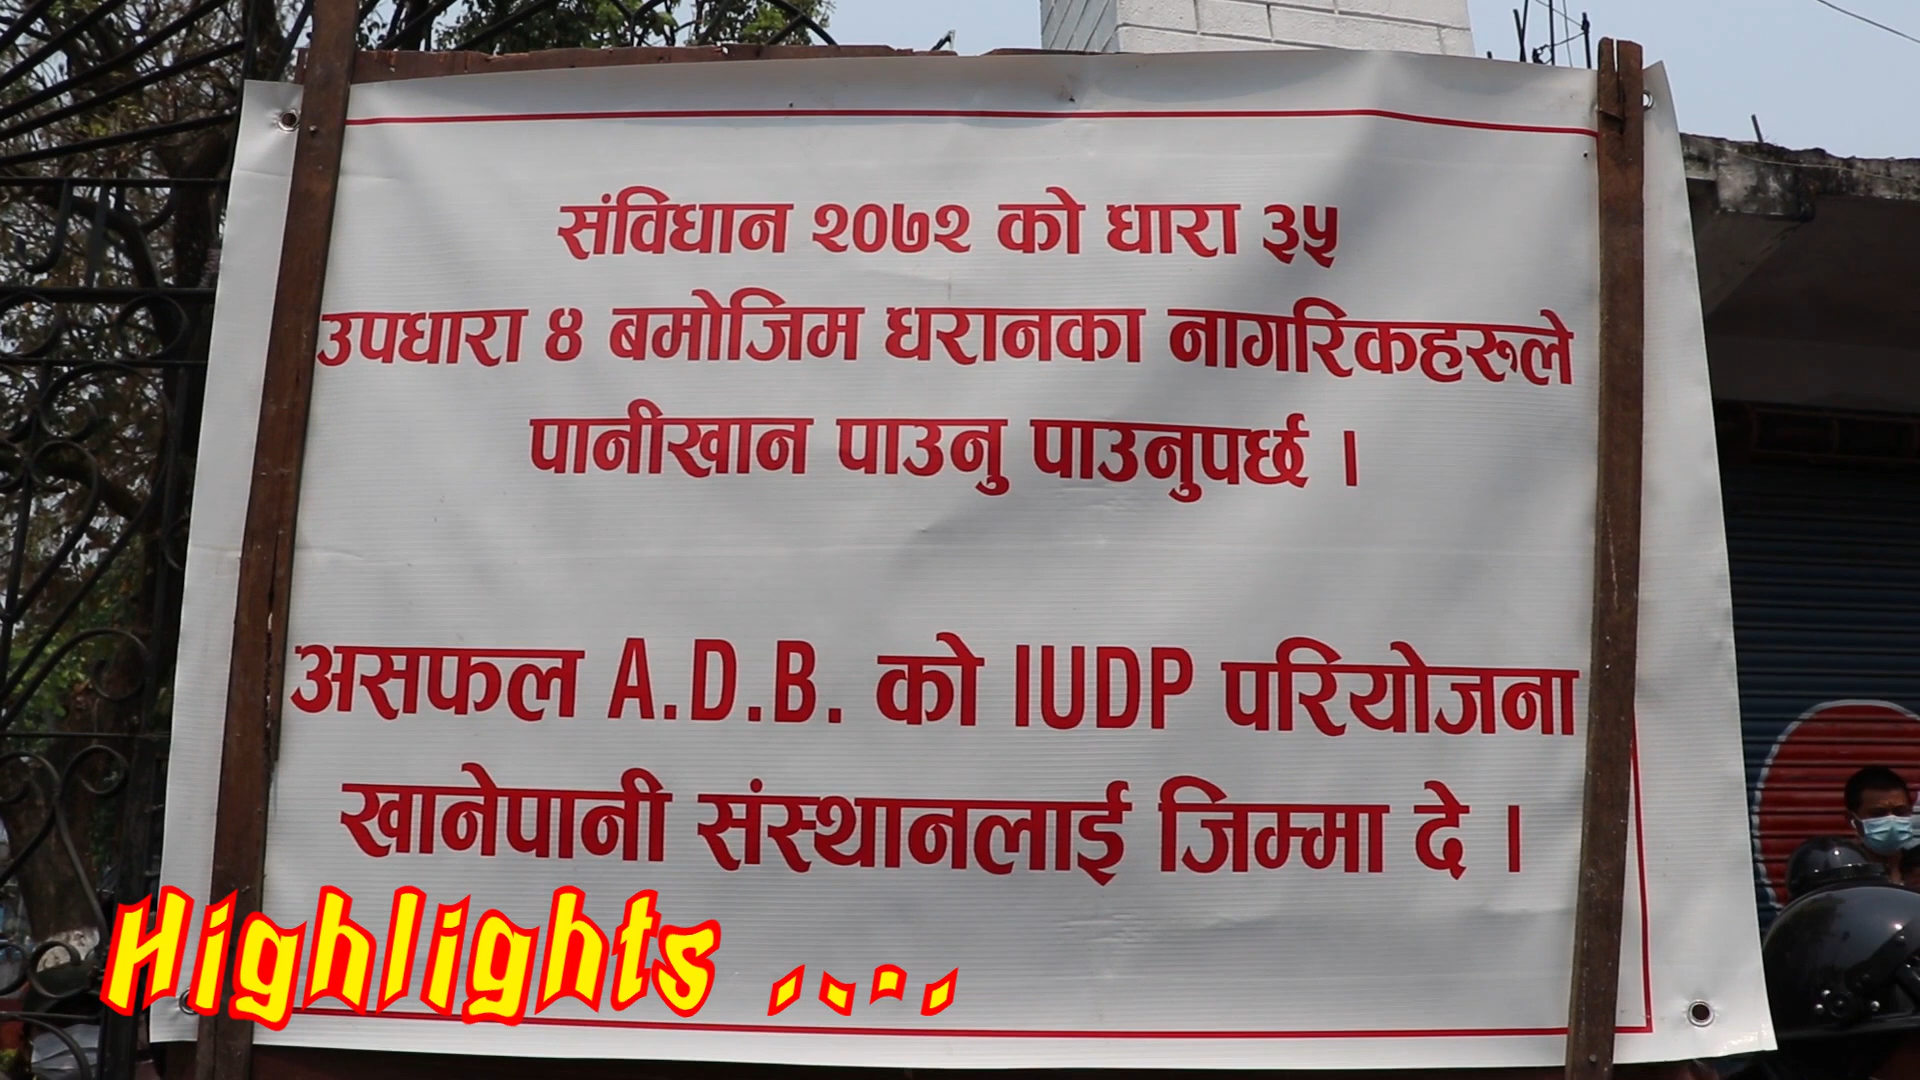 संविधान २०७२ को धारा ३५
उपधारा ४ बमोजिम धरानका नागरिकहरूले
पानीखान पाउनु पाउनुपर्छ ।
असफल A.D.B. को IUDP परियोजना
खानेपानी संस्थानलाई जिम्मा दे ।
Highlights ....